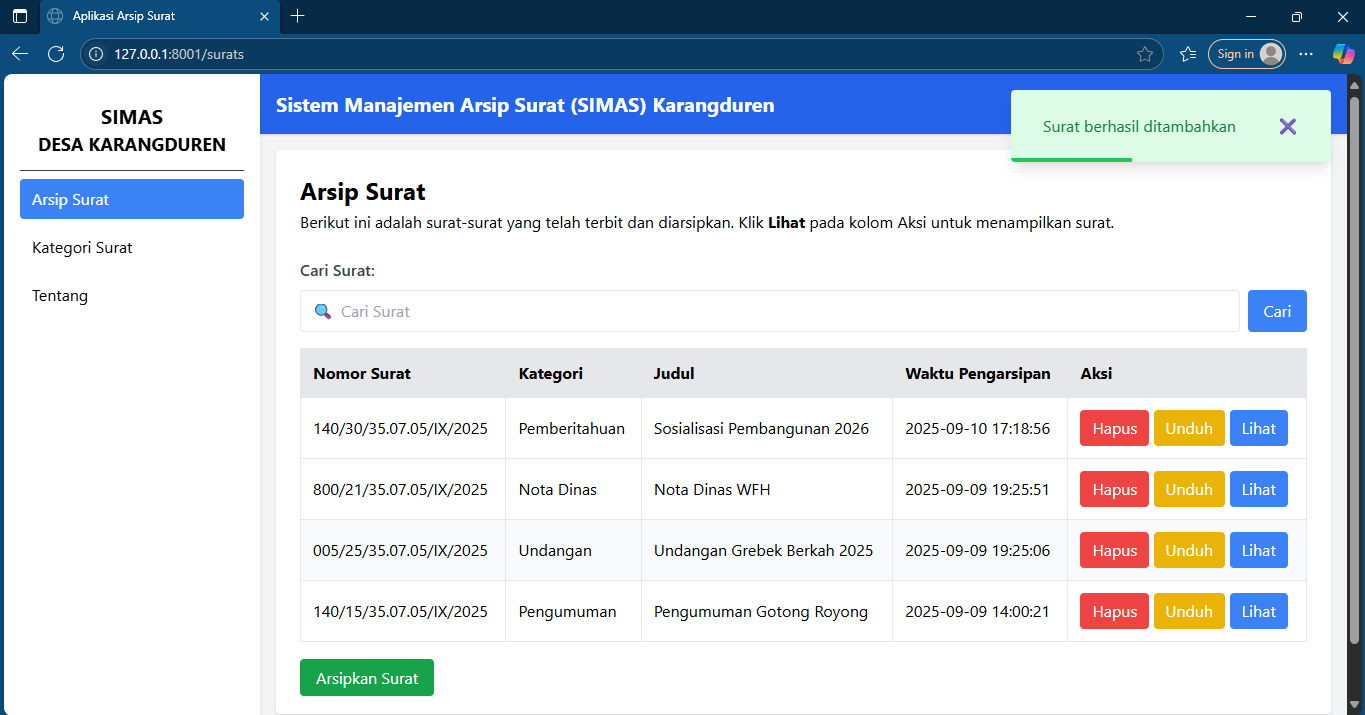 Aplikasi Arsip Surat
127.0.0.1:8001/surats
Sign in
SIMAS
DESA KARANGDUREN
Arsip Surat
Kategori Surat
Tentang
Sistem Manajemen Arsip Surat (SIMAS) Karangduren
Surat berhasil ditambahkan
Arsip Surat
Berikut ini adalah surat-surat yang telah terbit dan diarsipkan. Klik Lihat pada kolom Aksi untuk menampilkan surat.
Cari Surat:
Cari Surat
Cari
Nomor Surat Kategori Judul Waktu Pengarsipan Aksi
140/30/35.07.05/IX/2025 Pemberitahuan Sosialisasi Pembangunan 2026 2025-09-10 17:18:56 Hapus Unduh Lihat
800/21/35.07.05/IX/2025 Nota Dinas Nota Dinas WFH 2025-09-09 19:25:51 Hapus Unduh Lihat
005/25/35.07.05/IX/2025 Undangan Undangan Grebek Berkah 2025 2025-09-09 19:25:06 Hapus Unduh Lihat
140/15/35.07.05/IX/2025 Pengumuman Pengumuman Gotong Royong 2025-09-09 14:00:21 Hapus Unduh Lihat
Arsipkan Surat